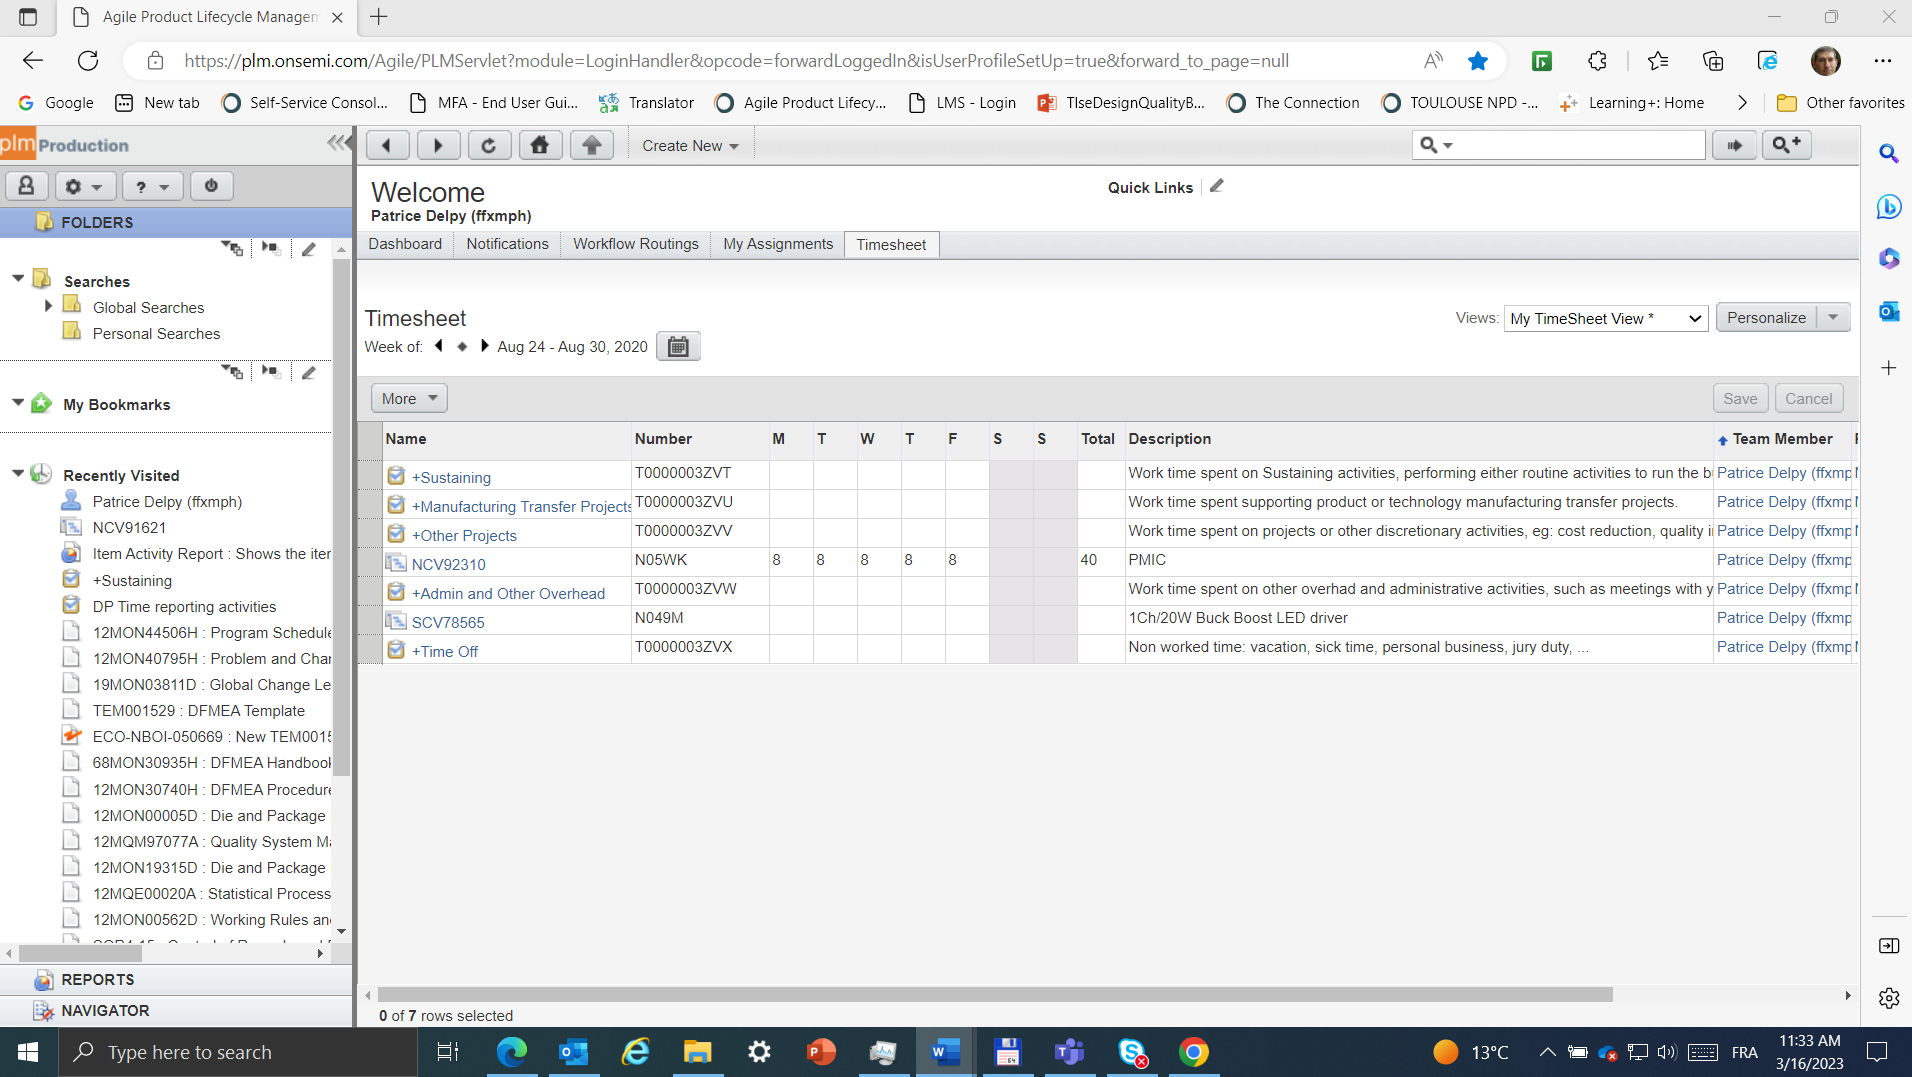 Agile Product Lifecycle Managem
https://plm.onsemi.com/Agile/PLMServlet?module=LoginHandler&opcode=forwardLoggedIn&isUserProfileSetUp=true&forward_to_page=null
Google New tab Self-Service Consol... MFA - End User Gui... Translator Agile Product Lifecy... LMS - Login TlseDesignQualityB... The Connection TOULOUSE NPD -... Learning+: Home Other favorites
plm Production
Create New
FOLDERS
Searches
Global Searches
Personal Searches
My Bookmarks
Recently Visited
Patrice Delpy (ffxmph)
NCV91621
Item Activity Report : Shows the iter
+Sustaining
DP Time reporting activities
12MON44506H : Program Schedule
12MON40795H : Problem and Char
19MON03811D : Global Change Le
TEM001529 : DFMEA Template
ECO-NBOI-050669 : New TEM0015
68MON30935H : DFMEA Handbook
12MON30740H : DFMEA Procedure
12MON00005D : Die and Package
12MQM97077A : Quality System Ma
12MON19315D : Die and Package
12MQE00020A : Statistical Process
12MON00562D : Working Rules and
REPORTS
NAVIGATOR
Welcome
Patrice Delpy (ffxmph)
Quick Links
Dashboard Notifications Workflow Routings My Assignments Timesheet
Timesheet
Views: My TimeSheet View * Personalize
Week of: Aug 24 - Aug 30, 2020
More Save Cancel
Name Number M T W T F S S Total Description Team Member
+Sustaining T0000003ZVT Work time spent on Sustaining activities, performing either routine activities to run the bu Patrice Delpy (ffxmp
+Manufacturing Transfer Projects T0000003ZVU Work time spent supporting product or technology manufacturing transfer projects. Patrice Delpy (ffxmp
+Other Projects T0000003ZVV Work time spent on projects or other discretionary activities, eg: cost reduction, quality i Patrice Delpy (ffxmp
NCV92310 N05WK 8 8 8 8 8 40 PMIC Patrice Delpy (ffxmp
+Admin and Other Overhead T0000003ZVW Work time spent on other overhad and administrative activities, such as meetings with y Patrice Delpy (ffxmp
SCV78565 N049M 1Ch/20W Buck Boost LED driver Patrice Delpy (ffxmp
+Time Off T0000003ZVX Non worked time: vacation, sick time, personal business, jury duty, ... Patrice Delpy (ffxmp
0 of 7 rows selected
Type here to search
13°C
FRA
11:33 AM
3/16/2023